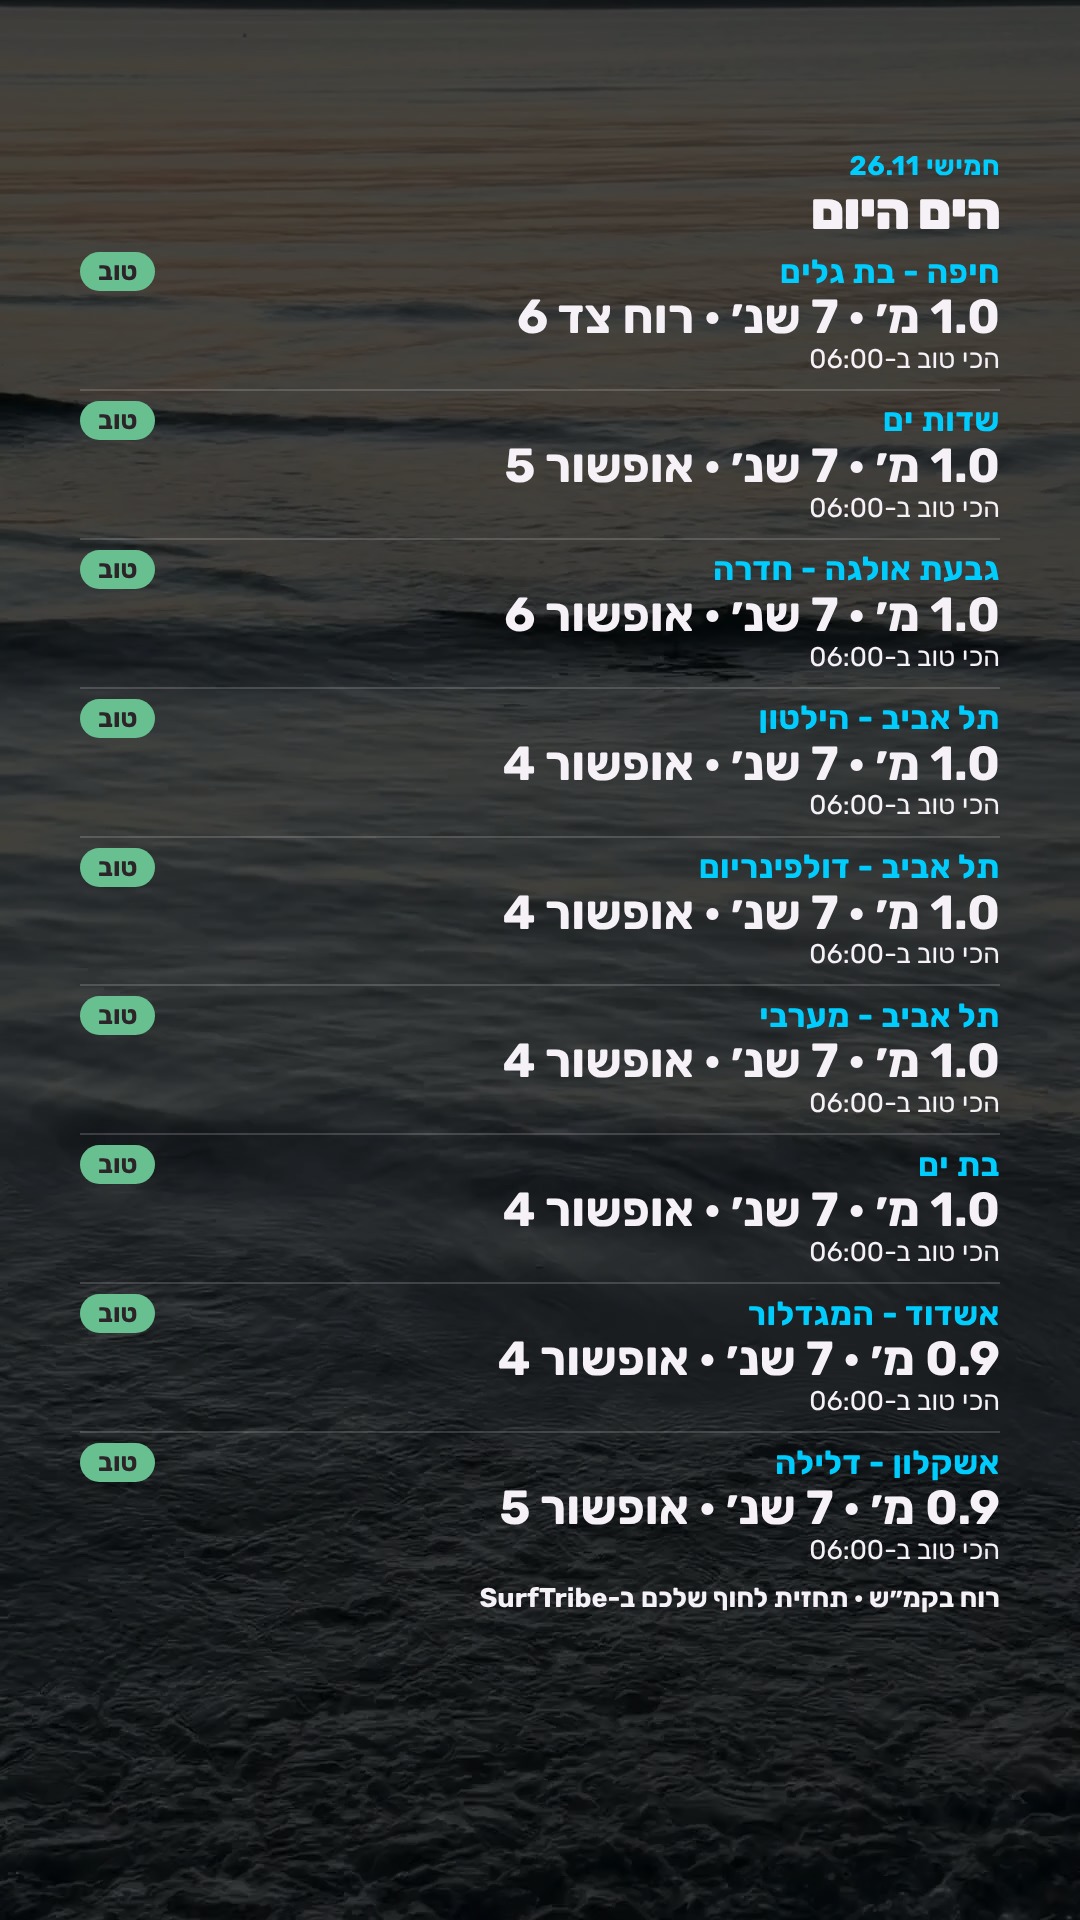 חמישי 26.11
הים היום
חיפה - בת גלים
טוב
1.0 מ׳ • 7 שנ׳ • רוח צד 6
הכי טוב ב-06:00
שדות ים
טוב
1.0 מ׳ • 7 שנ׳ • אופשור 5
הכי טוב ב-06:00
גבעת אולגה - חדרה
טוב
1.0 מ׳ • 7 שנ׳ • אופשור 6
הכי טוב ב-06:00
תל אביב - הילטון
טוב
1.0 מ׳ • 7 שנ׳ • אופשור 4
הכי טוב ב-06:00
תל אביב - דולפינריום
טוב
1.0 מ׳ • 7 שנ׳ • אופשור 4
הכי טוב ב-06:00
תל אביב - מערבי
טוב
1.0 מ׳ • 7 שנ׳ • אופשור 4
הכי טוב ב-06:00
בת ים
טוב
1.0 מ׳ • 7 שנ׳ • אופשור 4
הכי טוב ב-06:00
אשדוד - המגדלור
טוב
0.9 מ׳ • 7 שנ׳ • אופשור 4
הכי טוב ב-06:00
אשקלון - דלילה
טוב
0.9 מ׳ • 7 שנ׳ • אופשור 5
הכי טוב ב-06:00
רוח בקמ״ש • תחזית לחוף שלכם ב-SurfTribe